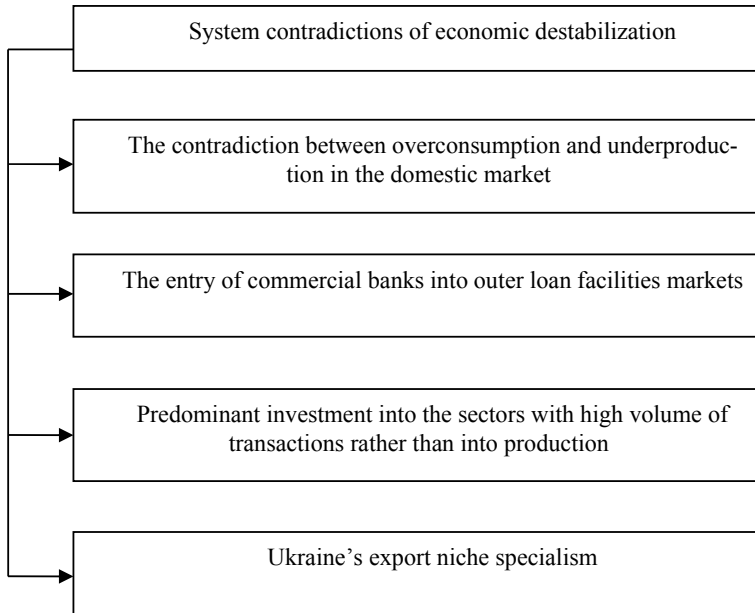 System contradictions of economic destabilization
The contradiction between overconsumption and underproduc-
tion in the domestic market
The entry of commercial banks into outer loan facilities markets
Predominant investment into the sectors with high volume of
transactions rather than into production
Ukraine’s export niche specialism